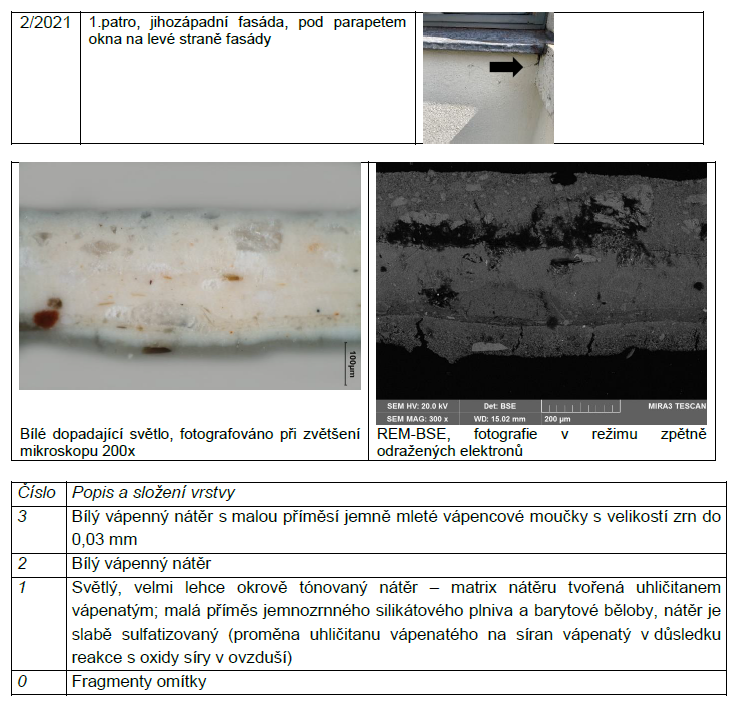 2/2021
1.patro, jihozápadní fasáda, pod parapetem
okna na levé straně fasády
100µm
SEM HV: 20.0 kV
Det: BSE
MIRA3 TESCAN
SEM MAG: 300 x
WD: 15.02 mm
200 µm
Bílé dopadající světlo, fotografováno při zvětšení
mikroskopu 200x
REM-BSE, fotografie v režimu zpětně
odražených elektronů
Číslo
Popis a složení vrstvy
3
Bílý vápenný nátěr s malou příměsí jemně mleté vápencové moučky s velikostí zrn do
0,03 mm
2
Bílý vápenný nátěr
1
Světlý, velmi lehce okrově tónovaný nátěr – matrix nátěru tvořená uhličitanem
vápenatým; malá příměs jemnozrnného silikátového plniva a barytové běloby, nátěr je
slabě sulfatizovaný (proměna uhličitanu vápenatého na síran vápenatý v důsledku
reakce s oxidy síry v ovzduší)
0
Fragmenty omítky